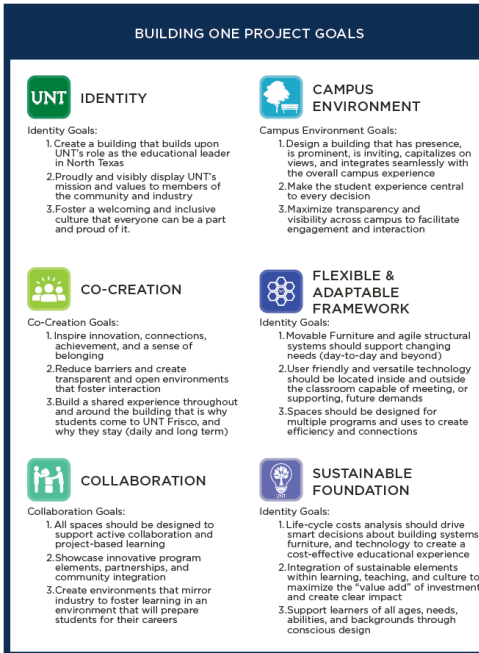 BUILDING ONE PROJECT GOALS
UNT
IDENTITY
Identity Goals:
1. Create a building that builds upon
UNT's role as the educational leader
in North Texas
2. Proudly and visibly display UNT's
mission and values to members of
the community and industry
3. Foster a welcoming and inclusive
culture that everyone can be a part
and proud of it.
CAMPUS
ENVIRONMENT
Campus Environment Goals:
1. Design a building that has presence,
is prominent, is inviting, capitalizes on
views, and integrates seamlessly with
the overall campus experience
2. Make the student experience central
to every decision
3. Maximize transparency and
visibility across campus to facilitate
engagement and interaction
CO-CREATION
Co-Creation Goals:
1. Inspire innovation, connections,
achievement, and a sense of
belonging
2. Reduce barriers and create
transparent and open environments
that foster interaction
3. Build a shared experience throughout
and around the building that is why
students come to UNT Frisco, and
why they stay (daily and long term)
FLEXIBLE &
ADAPTABLE
FRAMEWORK
Identity Goals:
1. Movable Furniture and agile structural
systems should support changing
needs (day-to-day and beyond)
2. User friendly and versatile technology
should be located inside and outside
the classroom capable of meeting, or
supporting, future demands
3. Spaces should be designed for
multiple programs and uses to create
efficiency and connections
COLLABORATION
Collaboration Goals:
1. All spaces should be designed to
support active collaboration and
project-based learning
2. Showcase innovative program
elements, partnerships, and
community integration
3. Create environments that mirror
industry to foster learning in an
environment that will prepare
students for their careers
UNT
SUSTAINABLE
FOUNDATION
Identity Goals:
1. Life-cycle costs analysis should drive
smart decisions about building systems
furniture, and technology to create a
cost-effective educational experience
2. Integration of sustainable elements
within learning, teaching, and culture to
maximize the "value add" of investment
and create clear impact
3. Support learners of all ages, needs,
abilities, and backgrounds through
conscious design